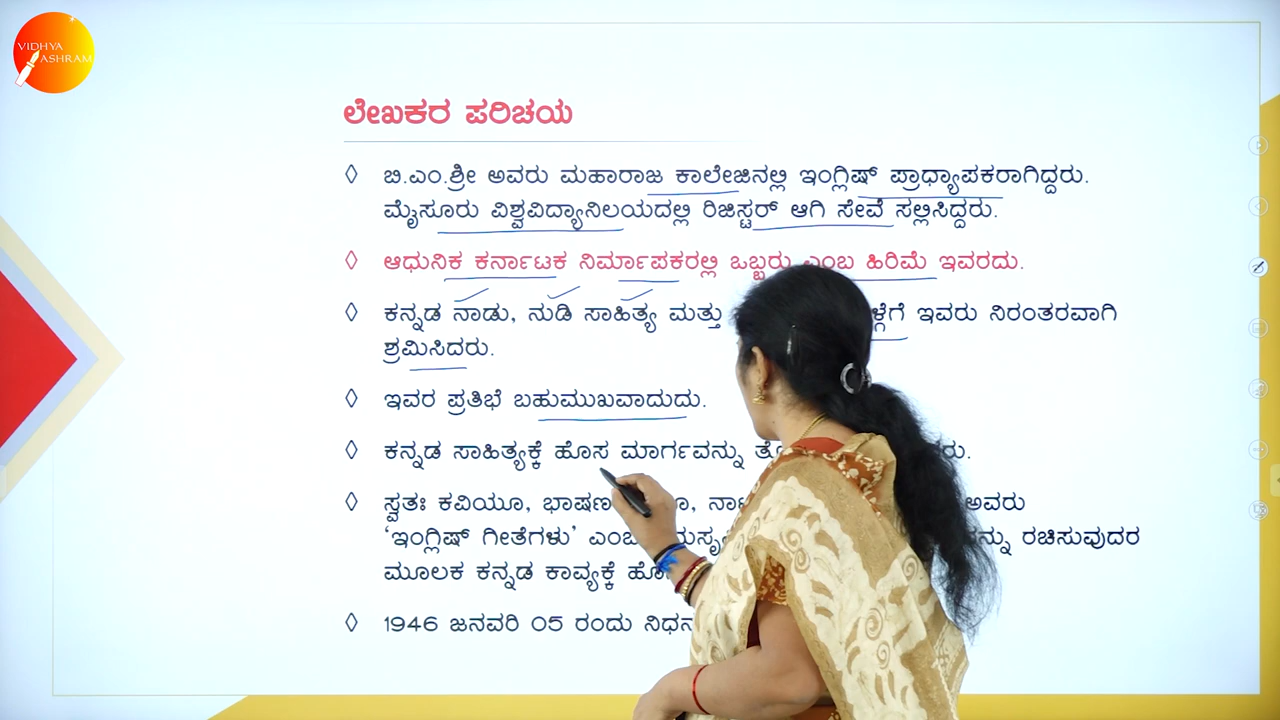 VIDHYA
ASHRAM
ಲೇಖಕರ ಪರಿಚಯ
◊ ಬಿ.ಎಂ.ಶ್ರೀ ಅವರು ಮಹಾರಾಜ ಕಾಲೇಜಿನಲ್ಲಿ ಇಂಗ್ಲಿಷ್ ಪ್ರಾಧ್ಯಾಪಕರಾಗಿದ್ದರು.
ಮೈಸೂರು ವಿಶ್ವವಿದ್ಯಾನಿಲಯದಲ್ಲಿ ರಿಜಿಸ್ಟರ್ ಆಗಿ ಸೇವೆ ಸಲ್ಲಿಸಿದ್ದರು.
◊ ಆಧುನಿಕ ಕರ್ನಾಟಕ ನಿರ್ಮಾಪಕರಲ್ಲಿ ಒಬ್ಬರು ಎಂಬ ಹಿರಿಮೆ ಇವರದು.
◊ ಕನ್ನಡ ನಾಡು, ನುಡಿ ಸಾಹಿತ್ಯ ಮತ್ತು ಇವರು ನಿರಂತರವಾಗಿ
ಶ್ರಮಿಸಿದರು.
◊ ಇವರ ಪ್ರತಿಭೆ ಬಹುಮುಖವಾದುದು.
◊ ಕನ್ನಡ ಸಾಹಿತ್ಯಕ್ಕೆ ಹೊಸ ಮಾರ್ಗವನ್ನು
◊ ಸ್ವತಃ ಕವಿಯೂ, ಅವರು
‘ಇಂಗ್ಲಿಷ್ ಗೀತೆಗಳು’ ರಚಿಸುವುದರ
ಮೂಲಕ ಕನ್ನಡ ಕಾವ್ಯಕ್ಕೆ
◊ 1946 ಜನವರಿ 05 ರಂದು